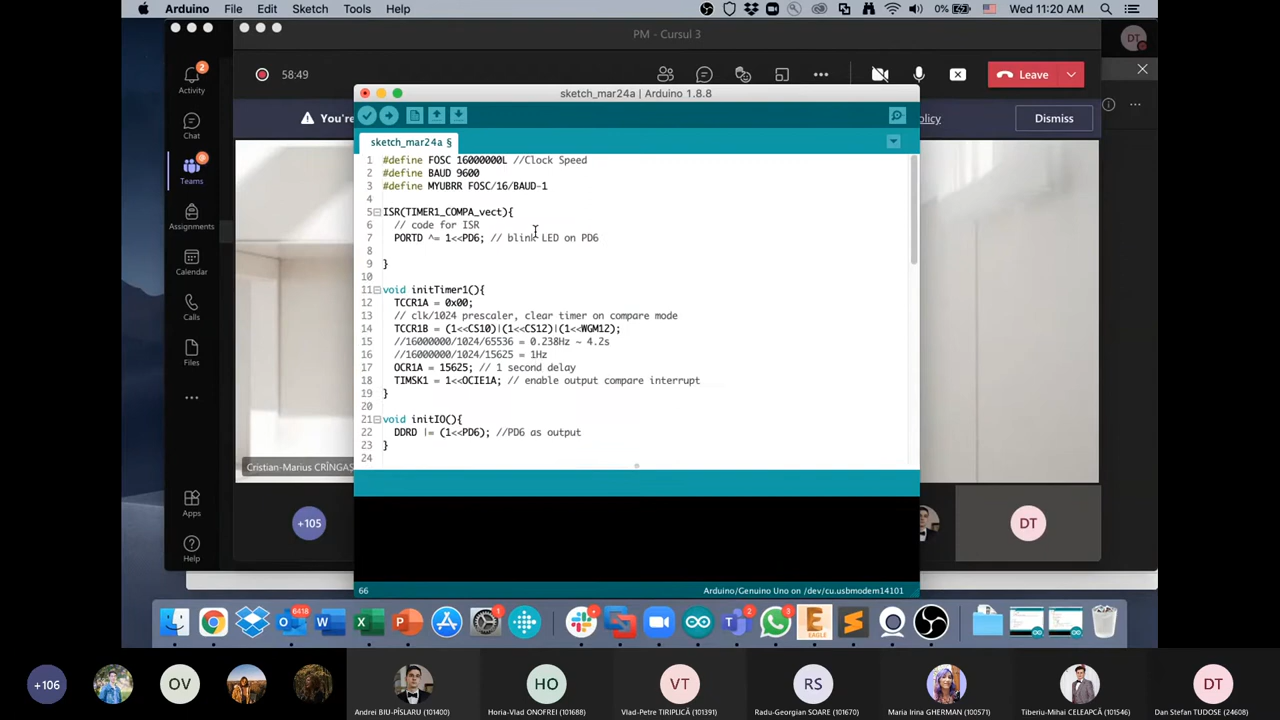 Arduino File Edit Sketch Tools Help
0% Wed 11:20 AM
PM - Cursul 3
DT
58:49
Leave
sketch_mar24a | Arduino 1.8.8
You're
olicy
Dismiss
2
Activity
Chat
Teams
Assignments
Calendar
Calls
Files
Apps
Help
sketch_mar24a §
1 #define FOSC 16000000L //Clock Speed
2 #define BAUD 9600
3 #define MYUBRR FOSC/16/BAUD-1
4
5 ISR(TIMER1_COMPA_vect){
6 // code for ISR
7 PORTD ^= 1<<PD6; // blink LED on PD6
8
9 }
10
11 void initTimer1(){
12 TCCR1A = 0x00;
13 // clk/1024 prescaler, clear timer on compare mode
14 TCCR1B = (1<<CS10)|(1<<CS12)|(1<<WGM12);
15 //16000000/1024/65536 = 0.238Hz ~ 4.2s
16 //16000000/1024/15625 = 1Hz
17 OCR1A = 15625; // 1 second delay
18 TIMSK1 = 1<<OCIE1A; // enable output compare interrupt
19 }
20
21 void initIO(){
22 DDRD |= (1<<PD6); //PD6 as output
23 }
24
Cristian-Marius CRÎNGAȘ
+105
DT
66
Arduino/Genuino Uno on /dev/cu.usbmodem14101
6418
1
2
3
W
X
P
E
EAGLE
+106
OV
HO
VT
RS
DT
Andrei BIU-PÎSLARU (101400)
Horia-Vlad ONOFREI (101688)
Vlad-Petre TIRIPLICĂ (101391)
Radu-Georgian SOARE (101670)
Maria Irina GHERMAN (100571)
Tiberiu-Mihai CELEAPCĂ (101546)
Dan Stefan TUDOSE (24608)